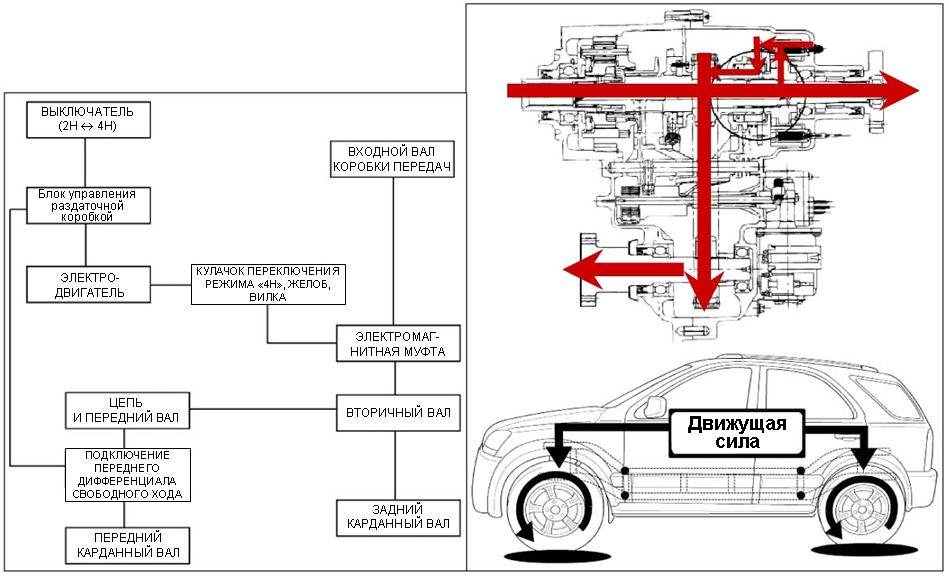 ВЫКЛЮЧАТЕЛЬ
(2H ↔ 4H)
Блок управления
раздаточной
коробкой
ЭЛЕКТРО-
ДВИГАТЕЛЬ
КУЛАЧОК ПЕРЕКЛЮЧЕНИЯ
РЕЖИМА «4H», ЖЕЛОБ,
ВИЛКА
ВХОДНОЙ ВАЛ
КОРОБКИ ПЕРЕДАЧ
ЭЛЕКТРОМАГ-
НИТНАЯ МУФТА
ЦЕПЬ
И ПЕРЕДНИЙ ВАЛ
ВТОРИЧНЫЙ ВАЛ
ПОДКЛЮЧЕНИЕ
ПЕРЕДНЕГО
ДИФФЕРЕНЦИАЛА
СВОБОДНОГО ХОДА
ЗАДНИЙ
КАРДАННЫЙ ВАЛ
ПЕРЕДНИЙ
КАРДАННЫЙ ВАЛ
Движущая
сила